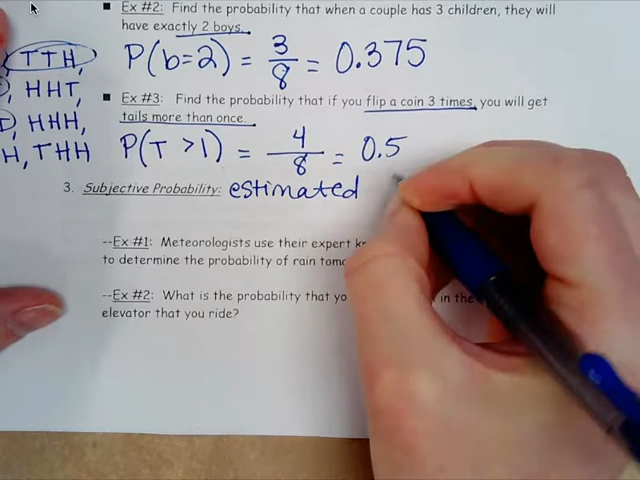 Ex #2: Find the probability that when a couple has 3 children, they will
have exactly 2 boys.
TTH, P(b=2) = 3/8 = 0.375
HHT,
Ex #3: Find the probability that if you flip a coin 3 times, you will get
HHH, tails more than once.
H, THH P(T >1) = 4/8 = 0.5
3. Subjective Probability: estimated
--Ex #1: Meteorologists use their expert
to determine the probability of rain
--Ex #2: What is the probability that in the
elevator that you ride?